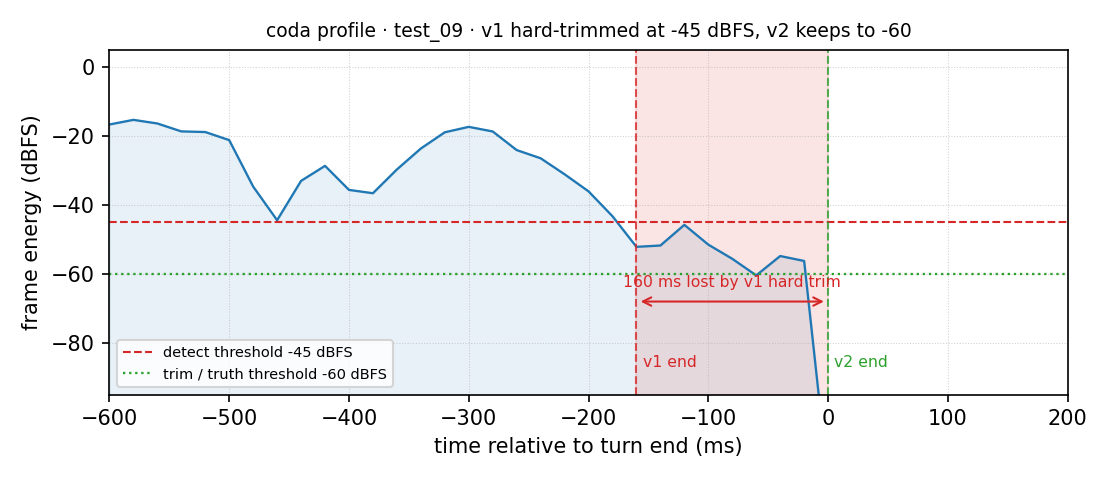 coda profile · test_09 · v1 hard-trimmed at -45 dBFS, v2 keeps to -60
frame energy (dBFS)
0
−20
−40
−60
−80
160 ms lost by v1 hard trim
v1 end
v2 end
detect threshold -45 dBFS
trim / truth threshold -60 dBFS
−600
−500
−400
−300
−200
−100
0
100
200
time relative to turn end (ms)